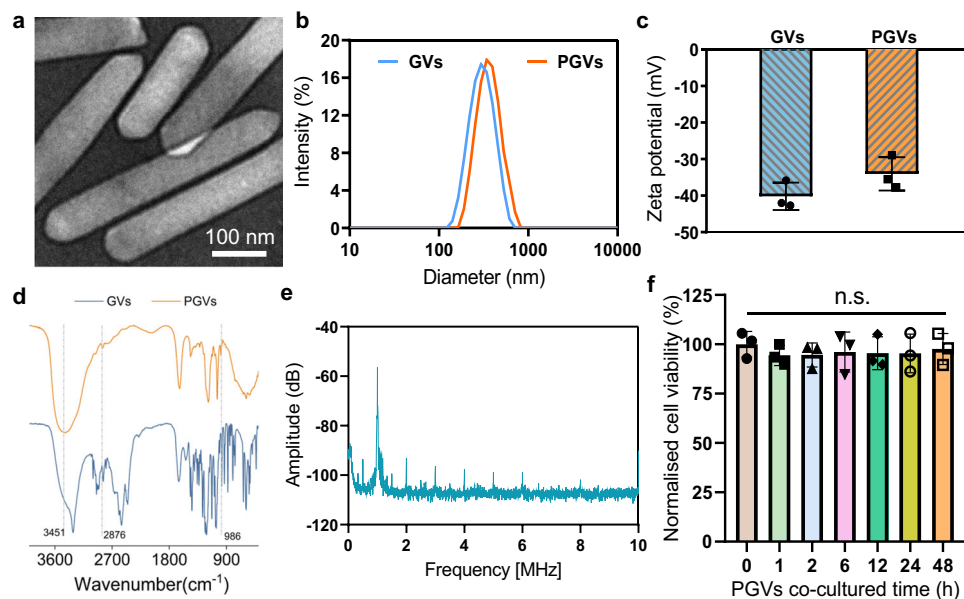 a
100 nm
b
GVs
PGVs
20
16
12
8
4
0
Intensity (%)
10
100
1000
10000
Diameter (nm)
c
GVs
PGVs
0
-10
-20
-30
-40
-50
Zeta potential (mV)
d
GVs
PGVs
3451
2876
986
3600
2700
1800
900
Wavenumber(cm⁻¹)
e
-40
-60
-80
-100
-120
Amplitude (dB)
0
2
4
6
8
10
Frequency [MHz]
f
n.s.
125
100
75
50
25
0
Normalised cell viability (%)
0
1
2
6
12
24
48
PGVs co-cultured time (h)